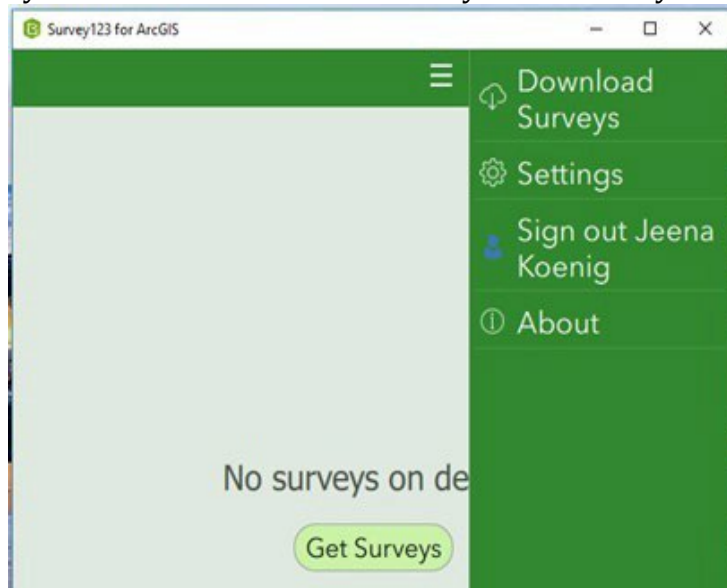 Survey123 for ArcGIS
Download
Surveys
Settings
Sign out Jeena
Koenig
About
No surveys on de
Get Surveys